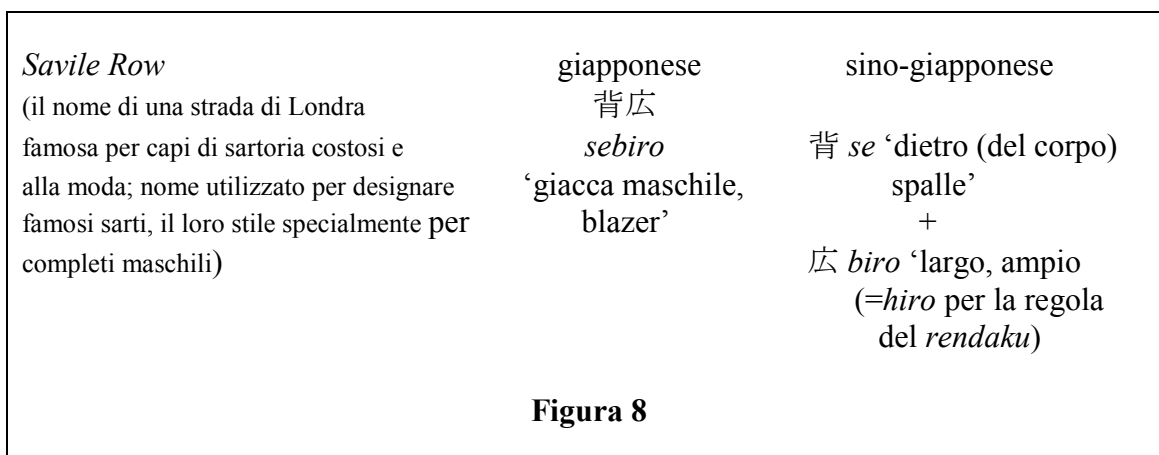 Savile Row giapponese sino-giapponese
(il nome di una strada di Londra 背広
famosa per capi di sartoria costosi e sebiro 背 se ‘dietro (del corpo)
alla moda; nome utilizzato per designare ‘giacca maschile, spalle’
famosi sarti, il loro stile specialmente per blazer’ +
completi maschili) 広 biro ‘largo, ampio
(=hiro per la regola
del rendaku)
Figura 8